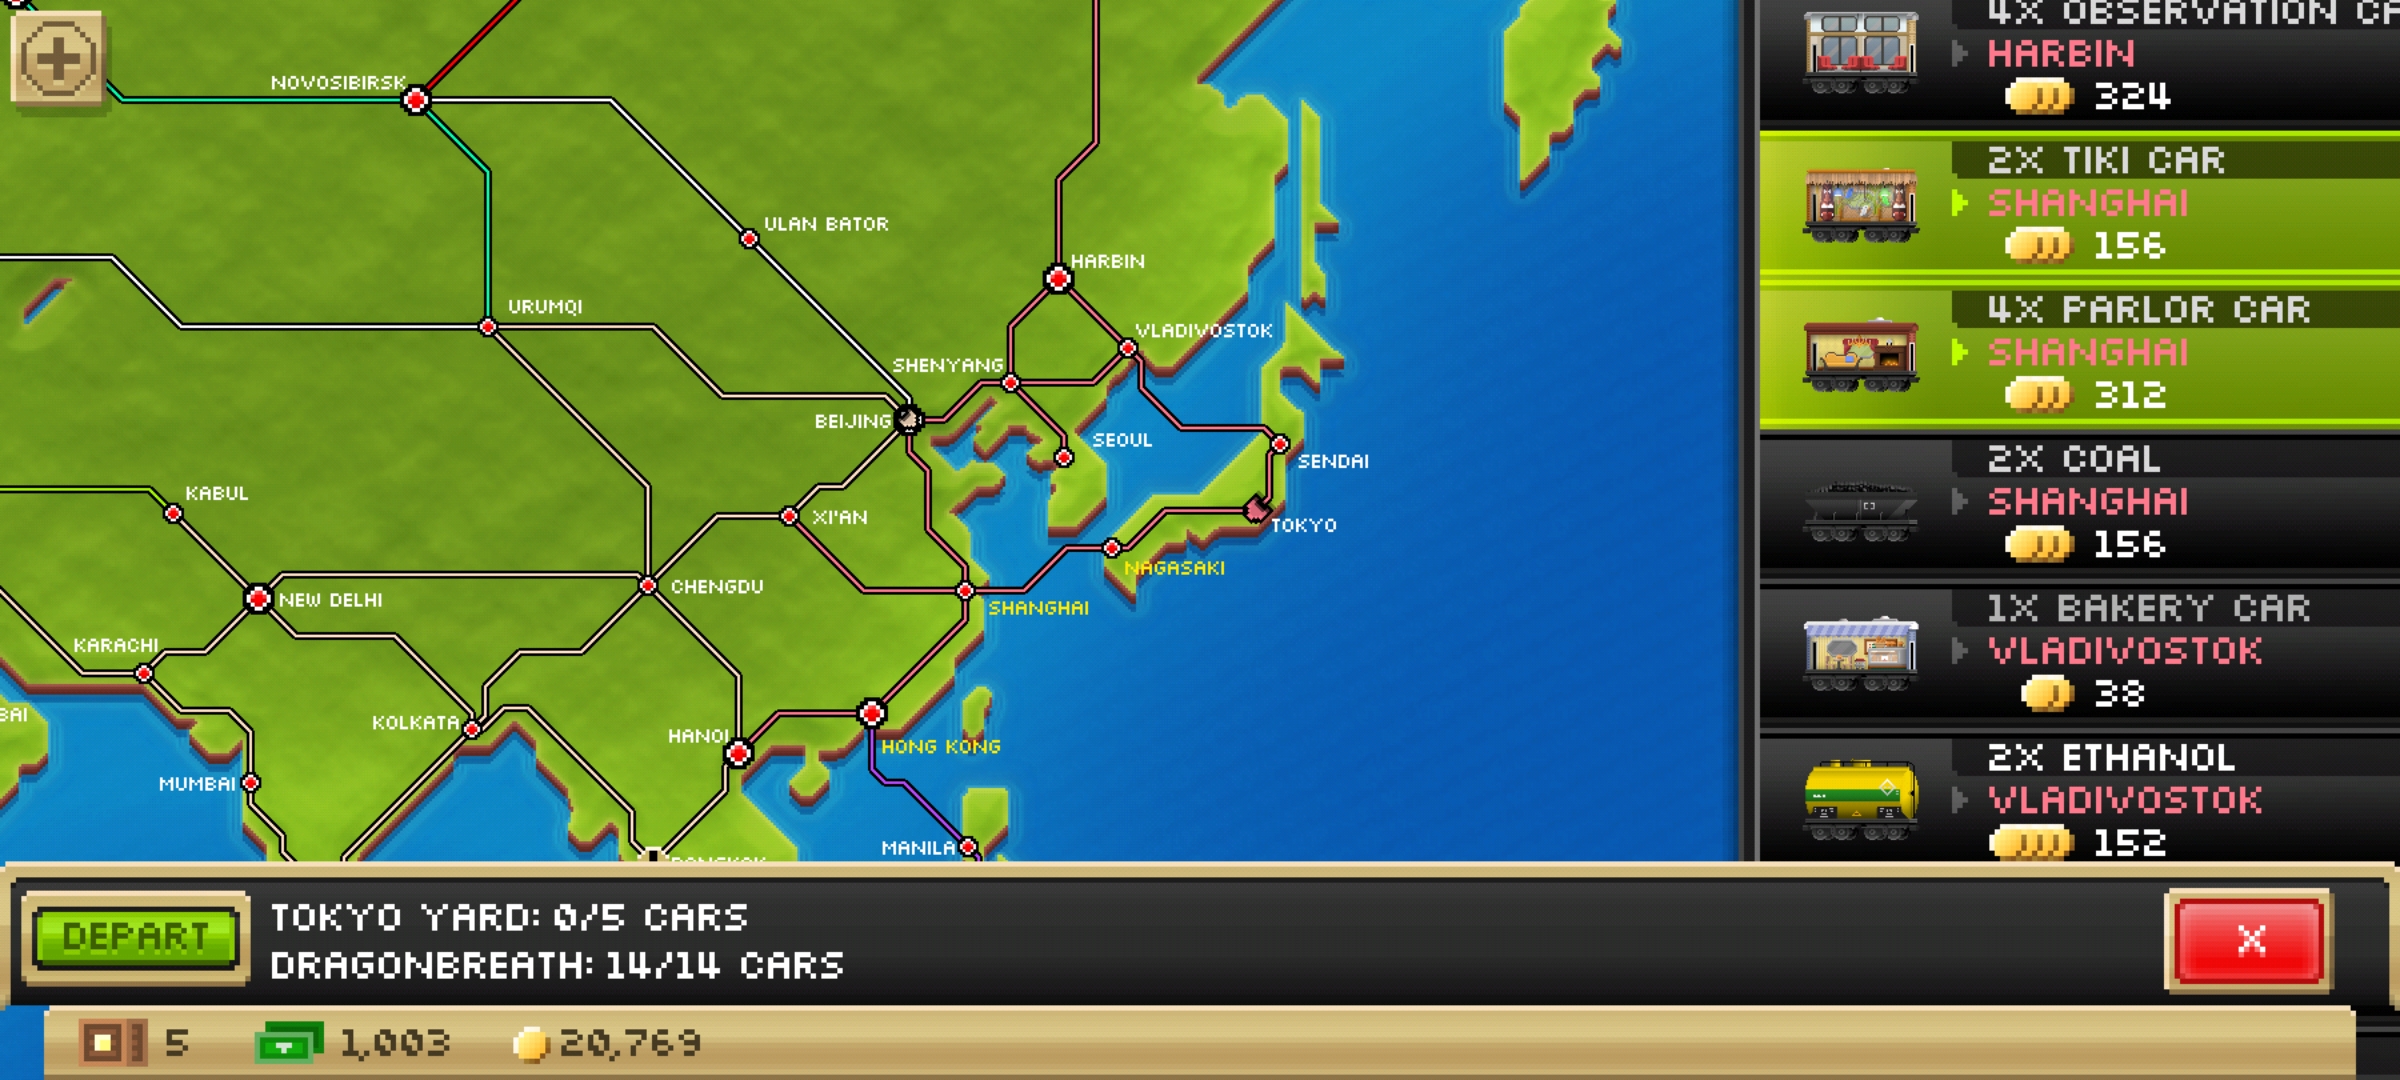 NOVOSIBIRSK
ULAN BATOR
HARBIN
URUMQI
VLADIVOSTOK
SHENYANG
BEIJING
SEOUL
SENDAI
KABUL
XI'AN
TOKYO
NAGASAKI
CHENGDU
NEW DELHI
SHANGHAI
KARACHI
BAI
KOLKATA
HANOI
HONG KONG
MUMBAI
MANILA
BANGKOK
4X OBSERVATION CA
HARBIN
324
2X TIKI CAR
SHANGHAI
156
4X PARLOR CAR
SHANGHAI
312
2X COAL
SHANGHAI
156
1X BAKERY CAR
VLADIVOSTOK
38
2X ETHANOL
VLADIVOSTOK
152
DEPART
TOKYO YARD: 0/5 CARS
DRAGONBREATH: 14/14 CARS
X
5
1,003
20,769